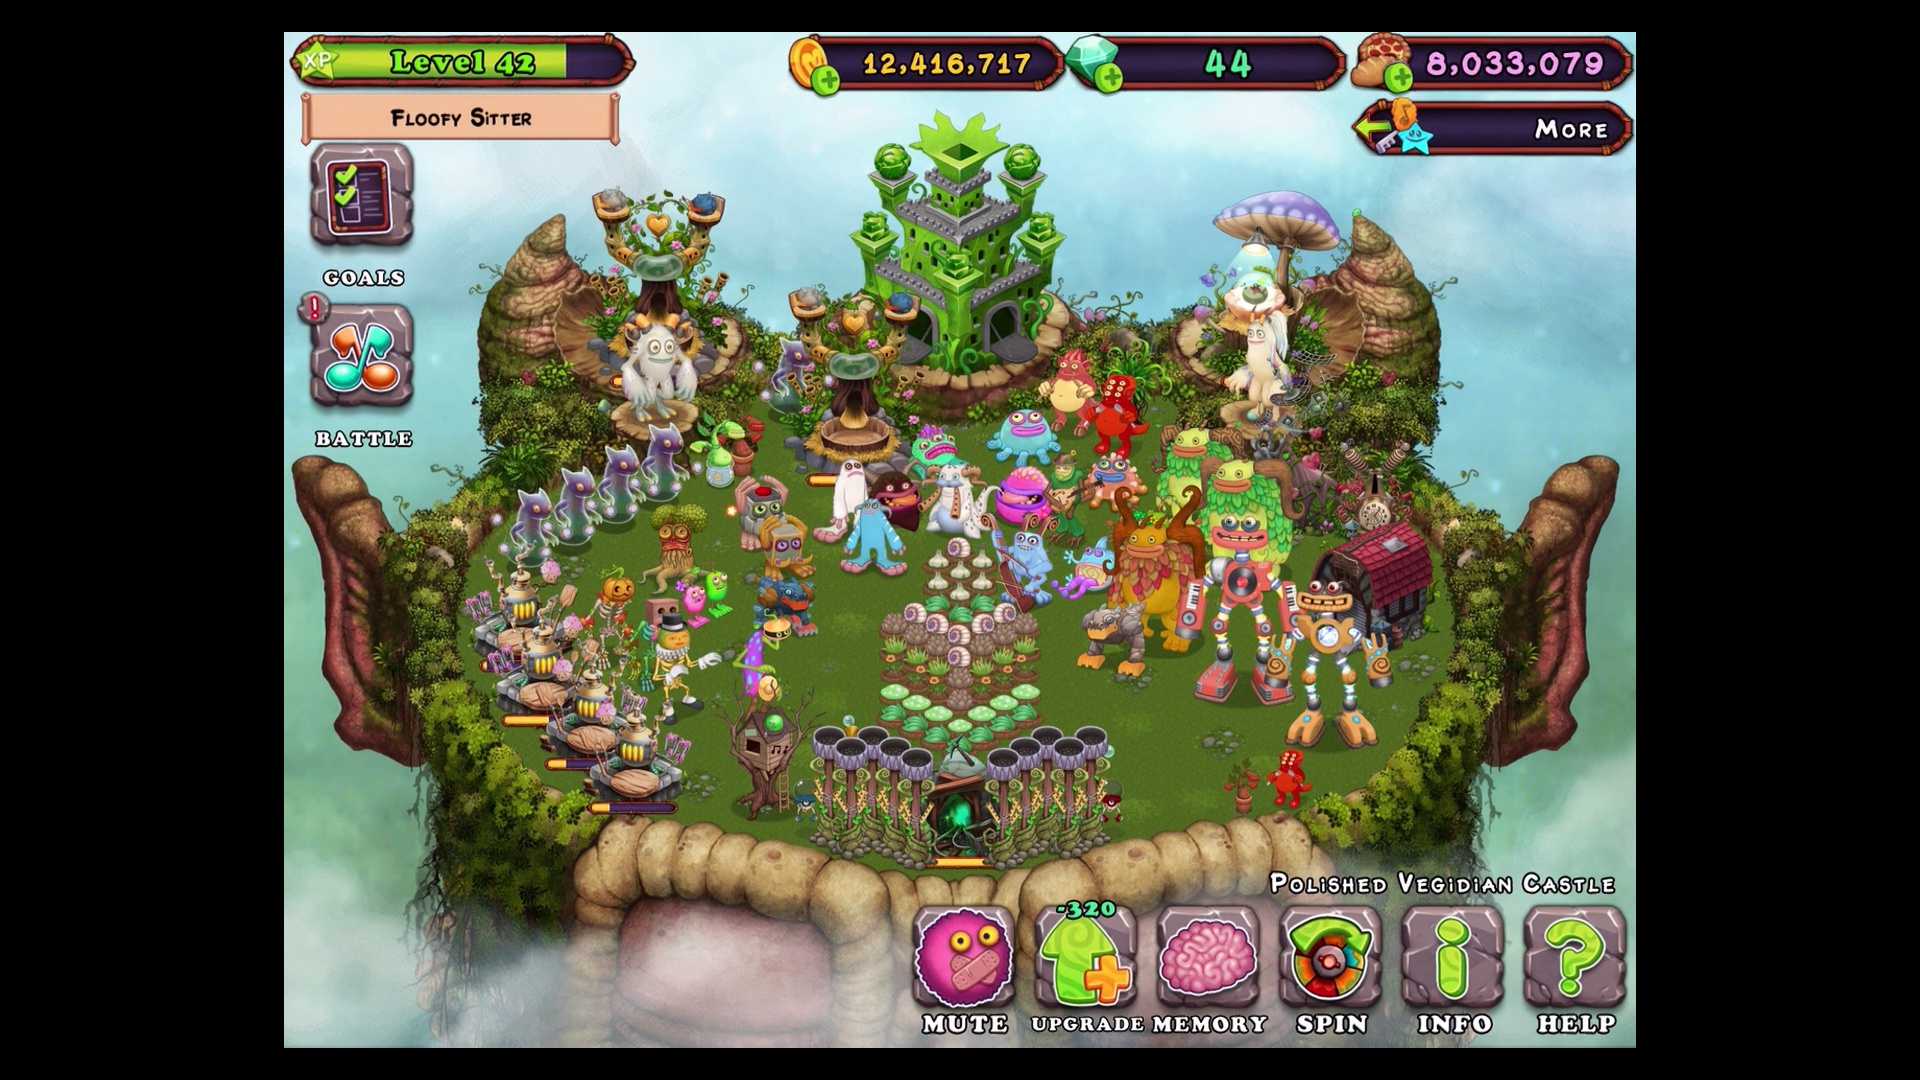 XP
Level 42
12,416,717
44
8,033,079
Floofy Sitter
More
GOALS
!
BATTLE
Polished Vegidian Castle
-320
MUTE
UPGRADE
MEMORY
SPIN
INFO
HELP